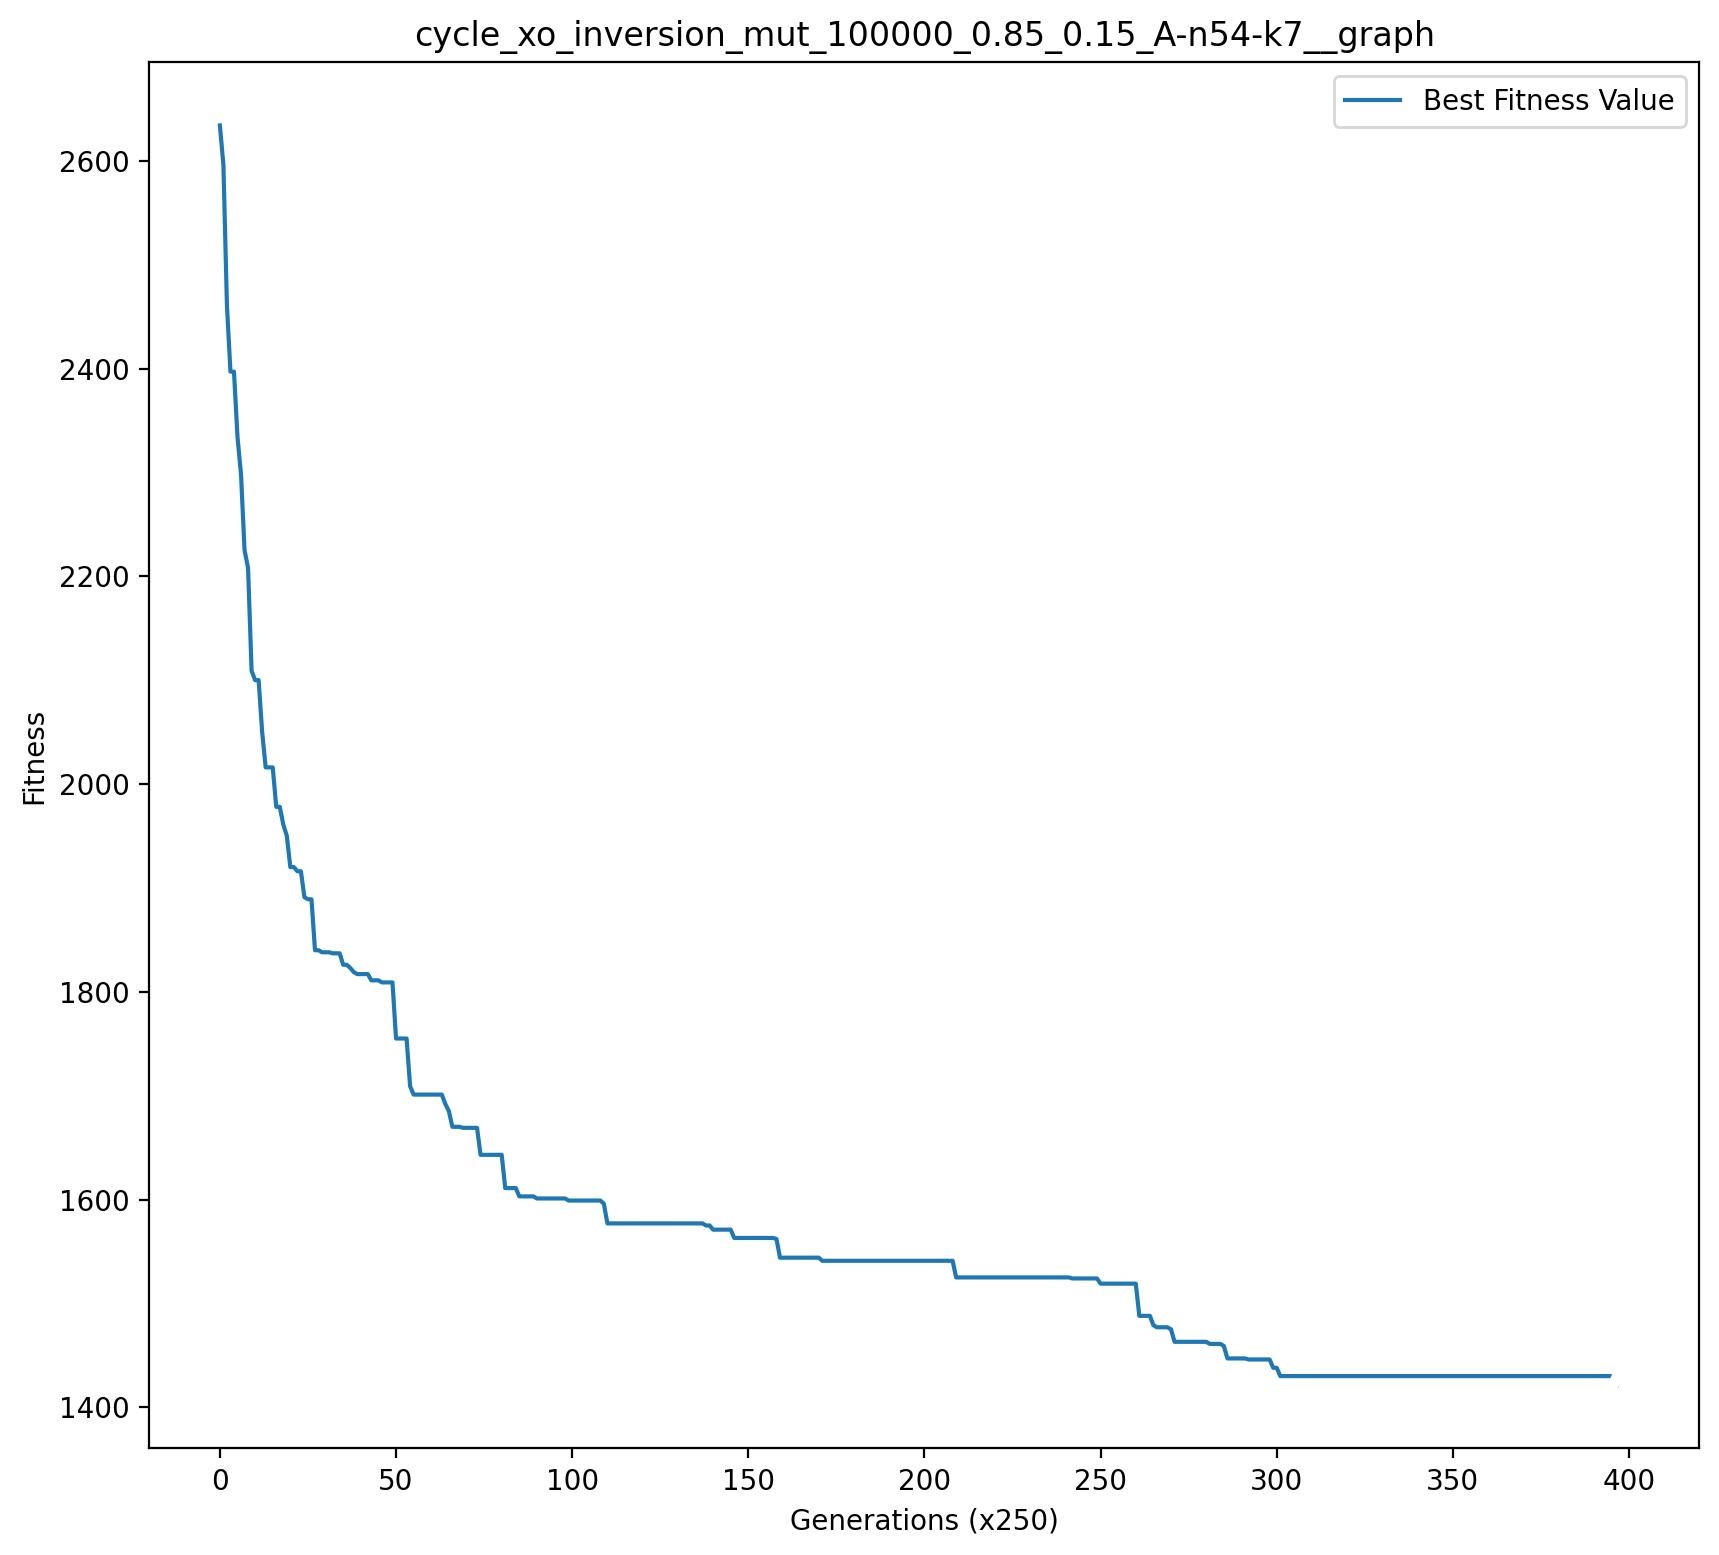 cycle_xo_inversion_mut_100000_0.85_0.15_A-n54-k7__graph
Best Fitness Value
2600
2400
2200
2000
1800
1600
1400
Fitness
0 50 100 150 200 250 300 350 400
Generations (x250)